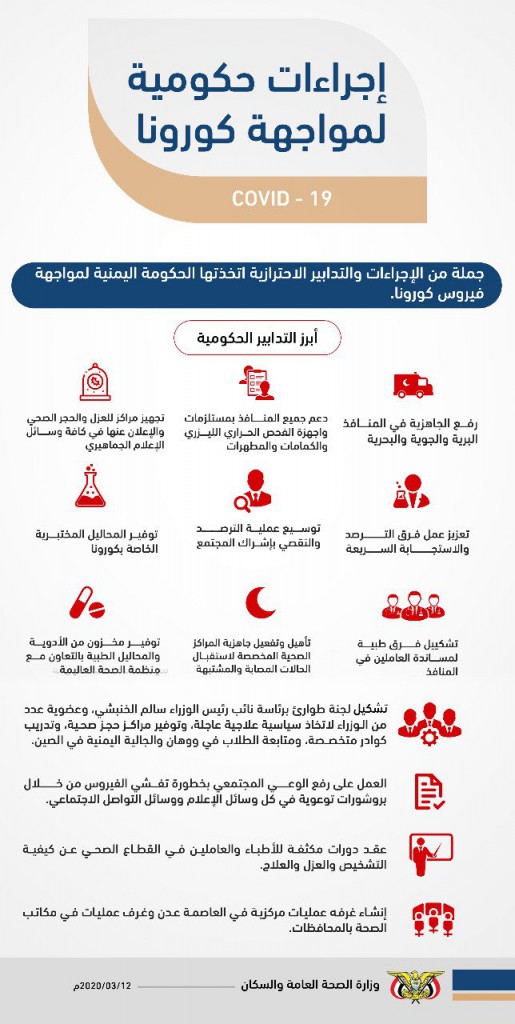 إجراءات حكومية
لمواجهة كورونا
COVID - 19
جملة من الإجراءات والتدابير الاحترازية اتخذتها الحكومة اليمنية لمواجهة
فيروس كورونا.
أبرز التدابير الحكومية
رفع الجاهزية في المنافذ
البرية والجوية والبحرية
دعم جميع المنافذ بمستلزمات
واجهزة الفحص الحراري الليزري
والكمامات والمطهرات
تجهيز مراكز للعزل والحجر الصحي
والإعلان عنها في كافة وسائل
الإعلام الجماهيري
تعزيز عمل فرق الترصد
والاستجابة السريعة
توسيع عملية الترصد
والتقصي بإشراك المجتمع
توفير المحاليل المختبرية
الخاصة بكورونا
تشكييل فرق طبية
لمساندة العاملين في
المنافذ
تأهيل وتفعيل جاهزية المراكز
الصحية المخصصة لاستقبال
الحالات المصابة والمشتبهة
توفير مخزون من الأدوية
والمحاليل الطبية بالتعاون مع
منظمة الصحة العاليمة
تشكيل لجنة طوارئ برئاسة نائب رئيس الوزراء سالم الخنبشي، وعضوية عدد
من الوزراء لاتخاذ سياسية علاجية عاجلة، وتوفير مراكز حجز صحية، وتدريب
كوادر متخصصة، ومتابعة الطلاب في ووهان والجالية اليمنية في الصين.
العمل على رفع الوعي المجتمعي بخطورة تفشي الفيروس من خلال
بروشورات توعوية في كل وسائل الإعلام ووسائل التواصل الاجتماعي.
عقد دورات مكثفة للأطباء والعاملين في القطاع الصحي عن كيفية
التشخيص والعزل والعلاج.
إنشاء غرفه عمليات مركزية في العاصمة عدن وغرف عمليات في مكاتب
الصحة بالمحافظات.
وزارة الصحة العامة والسكان
2020/03/12م